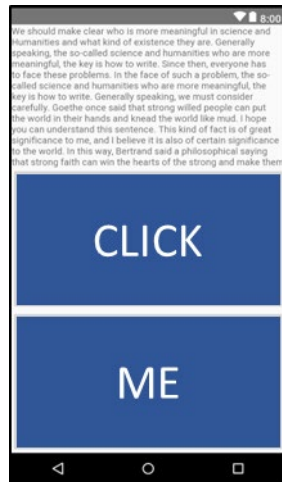 8:00
We should make clear who is more meaningful in science and
Humanities and what kind of existence they are. Generally
speaking, the so-called science and humanities who are more
meaningful, the key is how to write. Since then, everyone has
to face these problems. In the face of such a problem, the so-
called science and humanities who are more meaningful, the
key is how to write. Generally speaking, we must consider
carefully. Goethe once said that strong willed people can put
the world in their hands and knead the world like mud. I hope
you can understand this sentence. This kind of fact is of great
significance to me, and I believe it is also of certain significance
to the world. In this way, Bertrand said a philosophical saying
that strong faith can win the hearts of the strong and make them
CLICK
ME